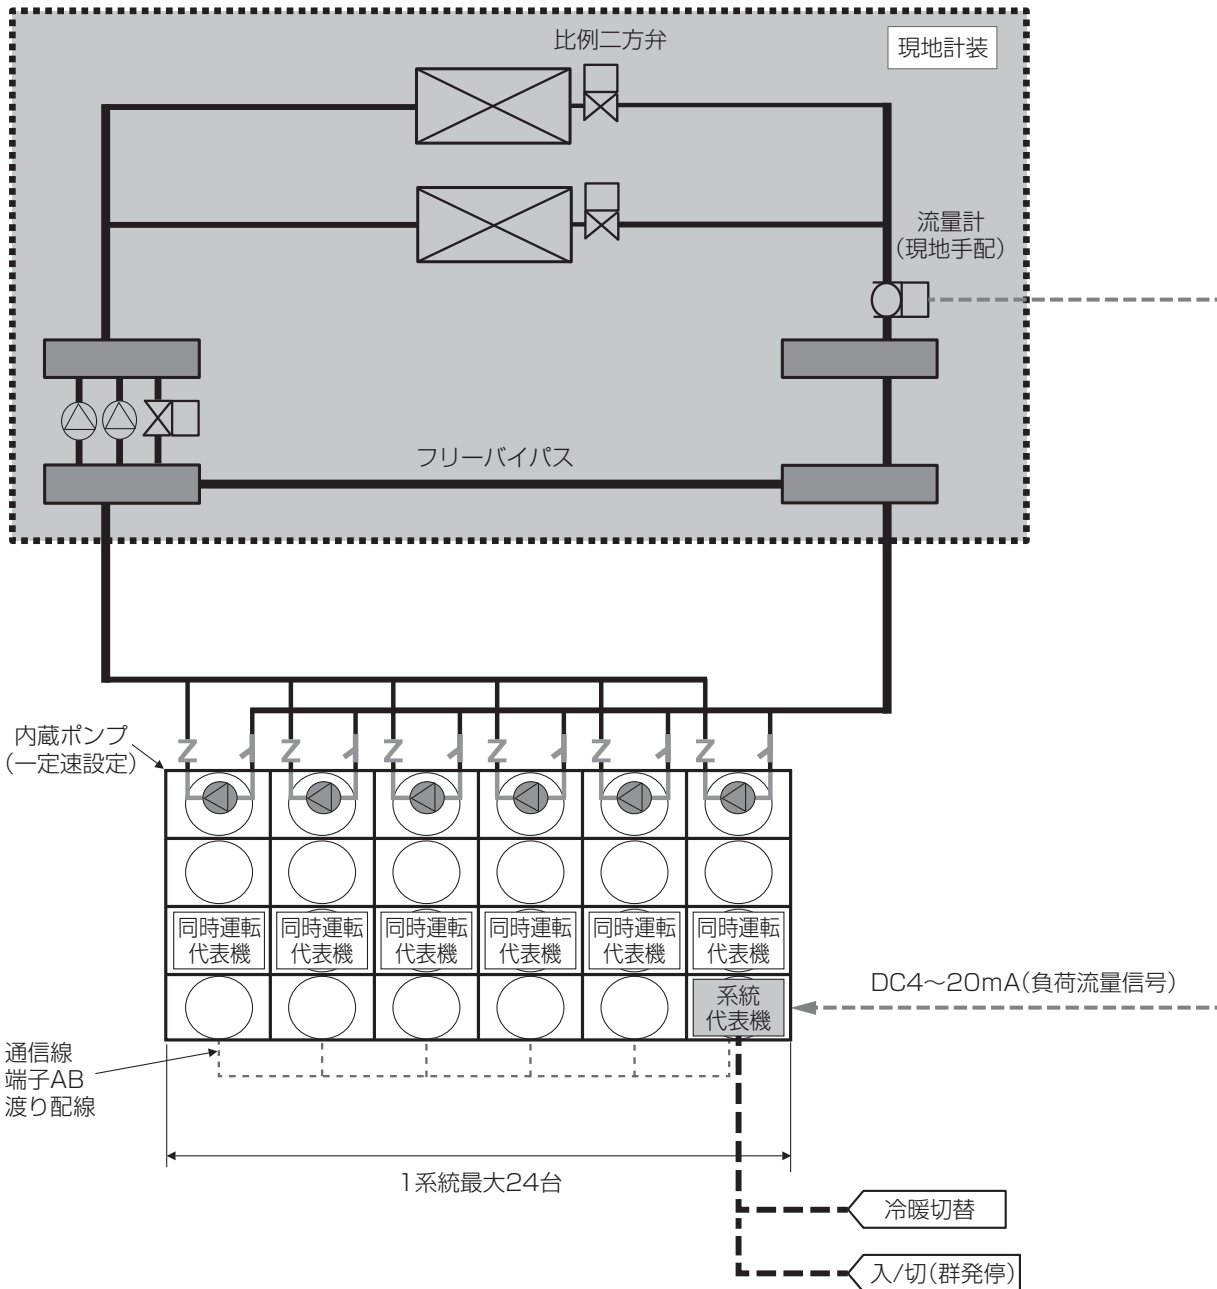 比例二方弁
現地計装
流量計
(現地手配)
フリーバイパス
内蔵ポンプ
(一定速設定)
同時運転
代表機
同時運転
代表機
同時運転
代表機
同時運転
代表機
同時運転
代表機
同時運転
代表機
系統
代表機
DC4～20mA(負荷流量信号)
通信線
端子AB
渡り配線
1系統最大24台
冷暖切替
入/切(群発停)